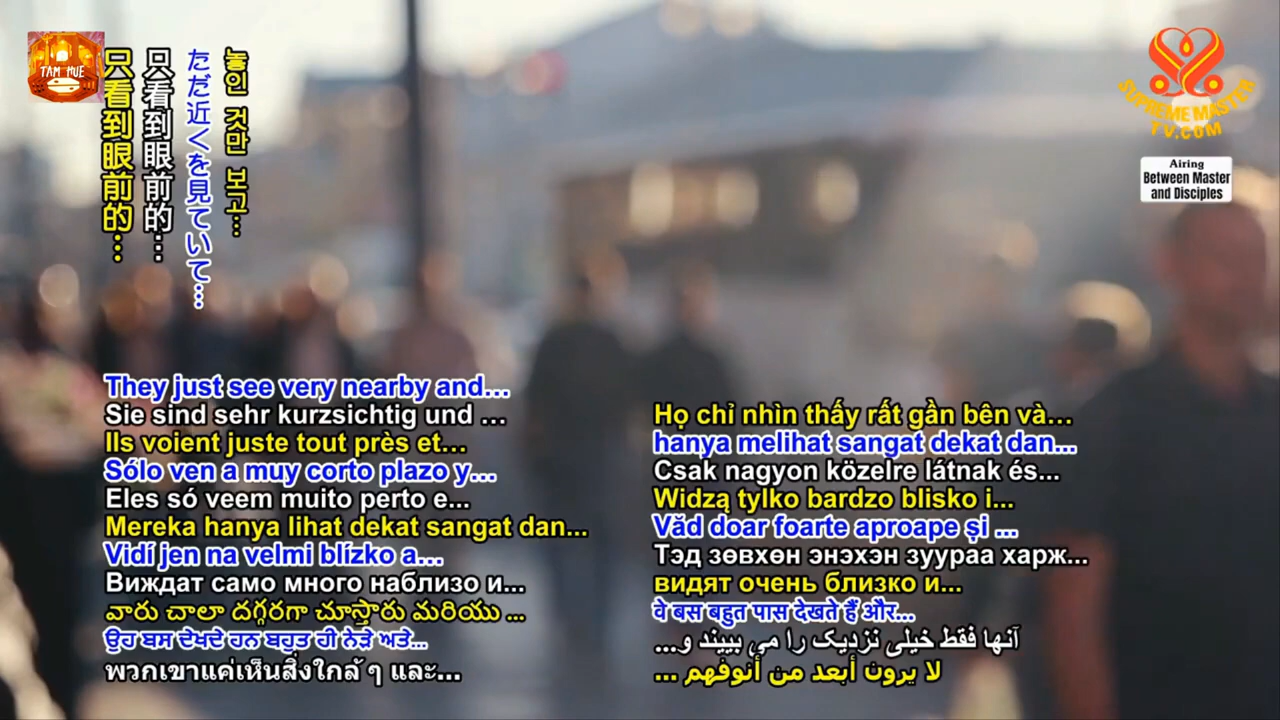 TAM HUE
只看到眼前的…
只看到眼前的…
ただ近くを見ていて…
놓인 것만 보고…
SUPREME MASTER
TV.COM
Airing
Between Master
and Disciples
They just see very nearby and…
Sie sind sehr kurzsichtig und …
Ils voient juste tout près et…
Sólo ven a muy corto plazo y…
Eles só veem muito perto e...
Mereka hanya lihat dekat sangat dan...
Vidí jen na velmi blízko a…
Виждат само много наблизо и...
వారు చాలా దగ్గరగా చూస్తారు మరియు ...
ਉਹ ਬਸ ਦੇਖਦੇ ਹਨ ਬਹੁਤ ਹੀ ਨੇੜੇ ਅਤੇ...
พวกเขาแค่เห็นสิ่งใกล้ ๆ และ...
Họ chỉ nhìn thấy rất gần bên và…
hanya melihat sangat dekat dan...
Csak nagyon közelre látnak és...
Widzą tylko bardzo blisko i...
Văd doar foarte aproape și ...
Тэд зөвхөн энэхэн зуураа харж...
видят очень близко и...
वे बस बहुत पास देखते हैं और...
آنها فقط خیلی نزدیک را می بینند و...
لا يرون أبعد من أنوفهم ...